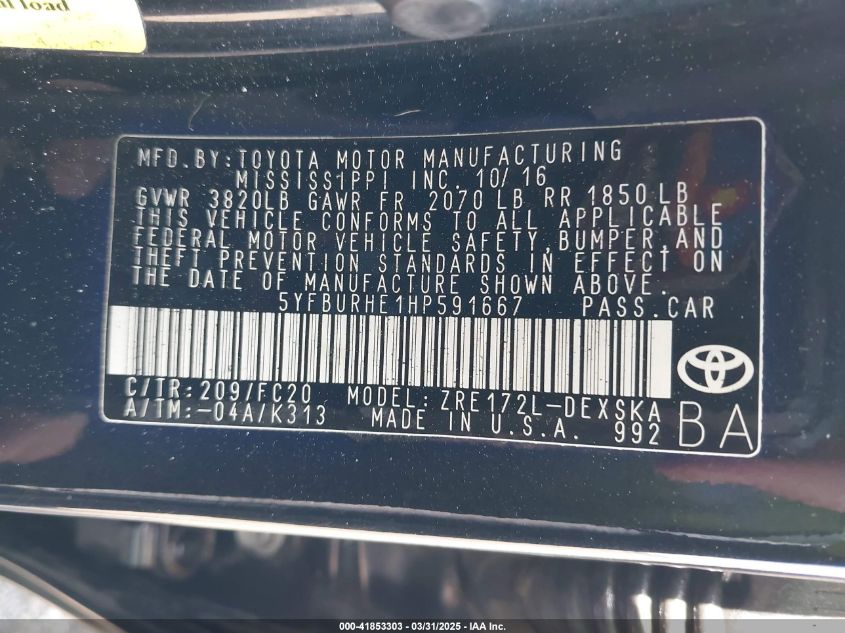 load
MFD. BY: TOYOTA MOTOR MANUFACTURING
MISSISSIPPI INC. 10/16
GVWR 3820LB GAWR FR 2070 LB RR 1850 LB
THIS VEHICLE CONFORMS TO ALL APPLICABLE
FEDERAL MOTOR VEHICLE SAFETY, BUMPER, AND
THEFT PREVENTION STANDARDS IN EFFECT ON
THE DATE OF MANUFACTURE SHOWN ABOVE.
5YFBURHE1HP591667 PASS. CAR
C/TR: 209/FC20 MODEL: ZRE172L-DEXSKA
A/TM: -04A/K313 MADE IN U.S.A. 992 BA
000-41853303 - 03/31/2025 - IAA Inc.